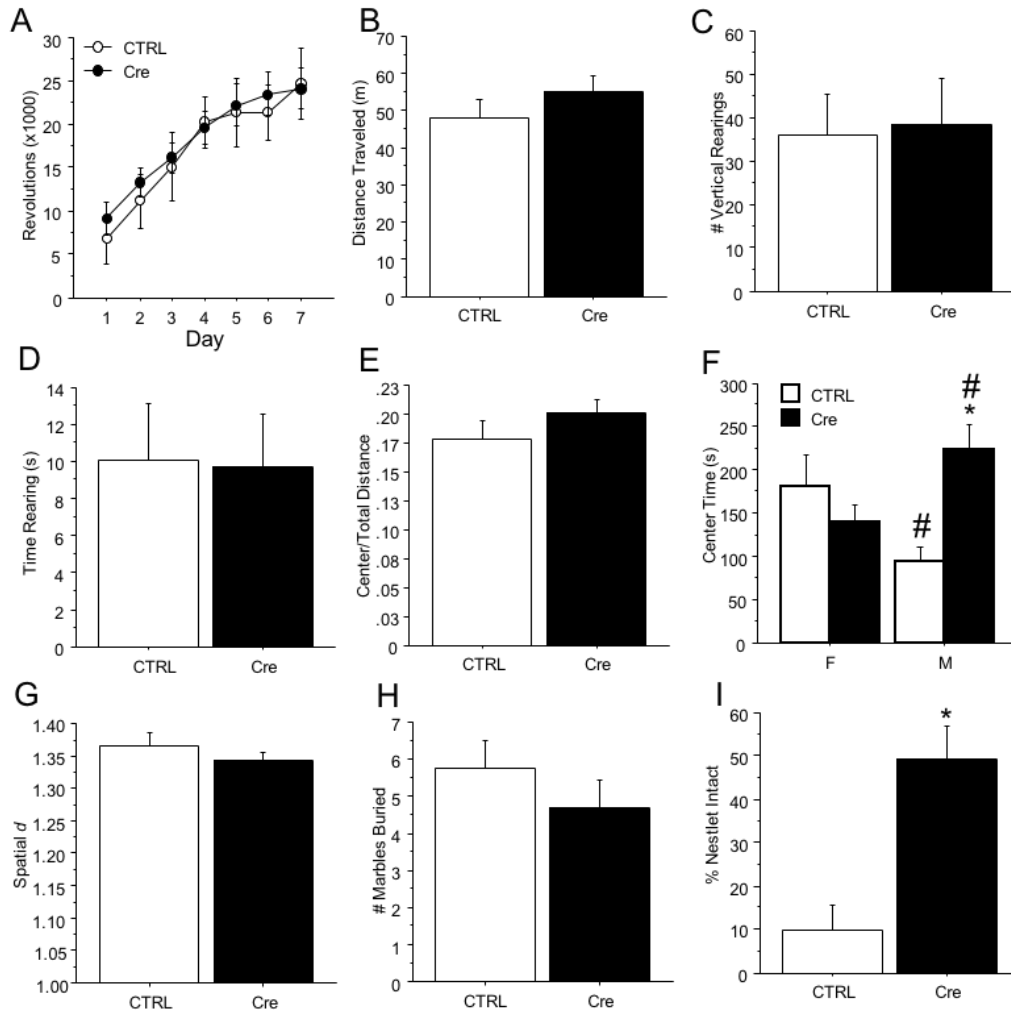 A
Revolutions (x1000)
30
25
20
15
10
5
0
CTRL
Cre
1 2 3 4 5 6 7
Day
B
Distance Traveled (m)
70
60
50
40
30
20
10
0
CTRL Cre
C
# Vertical Rearings
60
50
40
30
20
10
0
CTRL Cre
D
Time Rearing (s)
14
12
10
8
6
4
2
0
CTRL Cre
E
Center/Total Distance
.23
.20
.17
.15
.13
.10
.08
.05
.03
0
CTRL Cre
F
Center Time (s)
300
250
200
150
100
50
0
CTRL
Cre
#
#
*
F M
G
Spatial d
1.40
1.35
1.30
1.25
1.20
1.15
1.10
1.05
1.00
CTRL Cre
H
# Marbles Buried
7
6
5
4
3
2
1
0
CTRL Cre
I
% Nestlet Intact
60
50
40
30
20
10
0
*
CTRL Cre